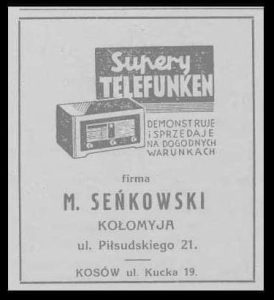 Supery
TELEFUNKEN
DEMONSTRUJE
i SPRZEDAJE
NA DOGODNYCH
WARUNKACH
firma
M. SEŃKOWSKI
KOŁOMYJA
ul. Piłsudskiego 21.
KOSÓW ul. Kucka 19.